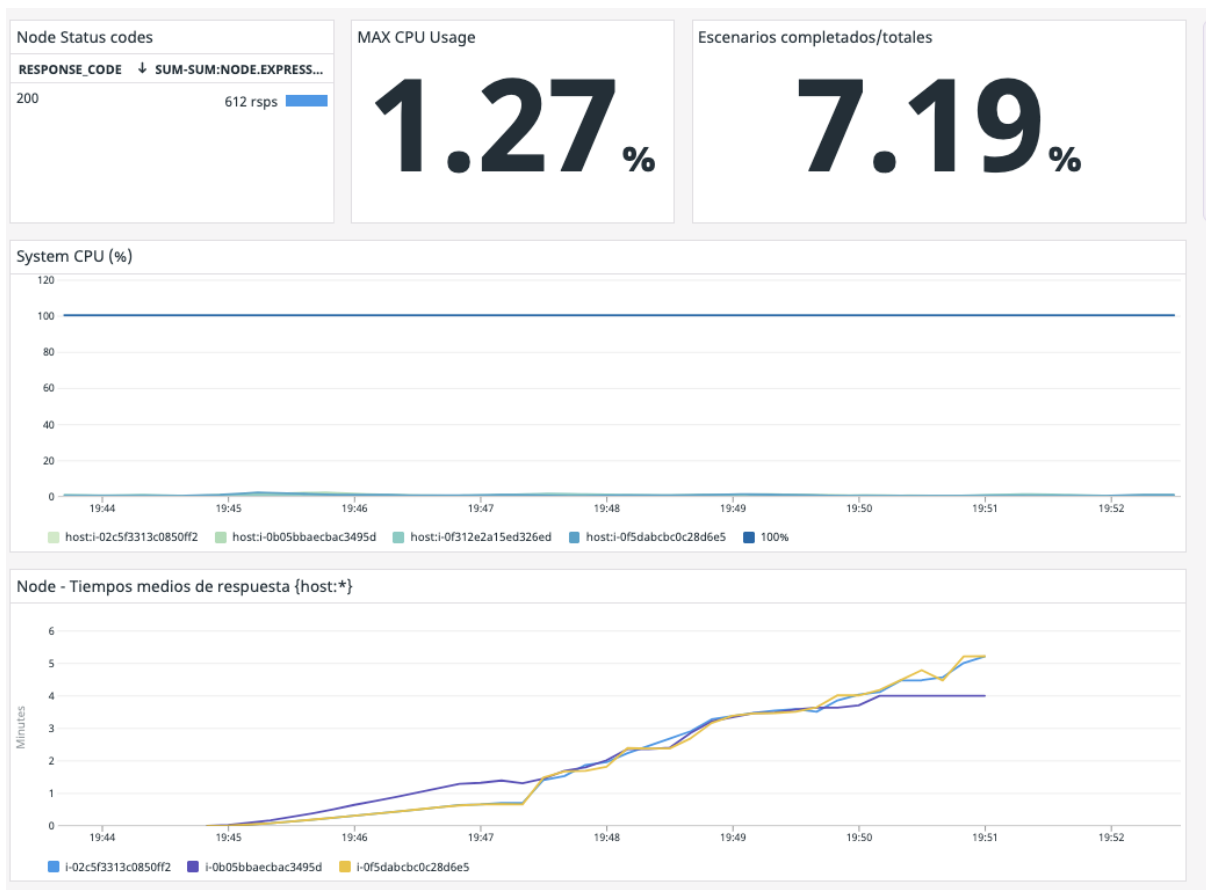 Node Status codes
RESPONSE_CODE ↓ SUM-SUM:NODE.EXPRESS...
200 612 rsps
MAX CPU Usage
1.27 %
Escenarios completados/totales
7.19 %
System CPU (%)
120
100
80
60
40
20
0
19:44 19:45 19:46 19:47 19:48 19:49 19:50 19:51 19:52
host:i-02c5f3313c0850ff2 host:i-0b05bbaecbac3495d host:i-0f312e2a15ed326ed host:i-0f5dabcbc0c28d6e5 100%
Node - Tiempos medios de respuesta {host:*}
Minutes
6
5
4
3
2
1
0
19:44 19:45 19:46 19:47 19:48 19:49 19:50 19:51 19:52
i-02c5f3313c0850ff2 i-0b05bbaecbac3495d i-0f5dabcbc0c28d6e5